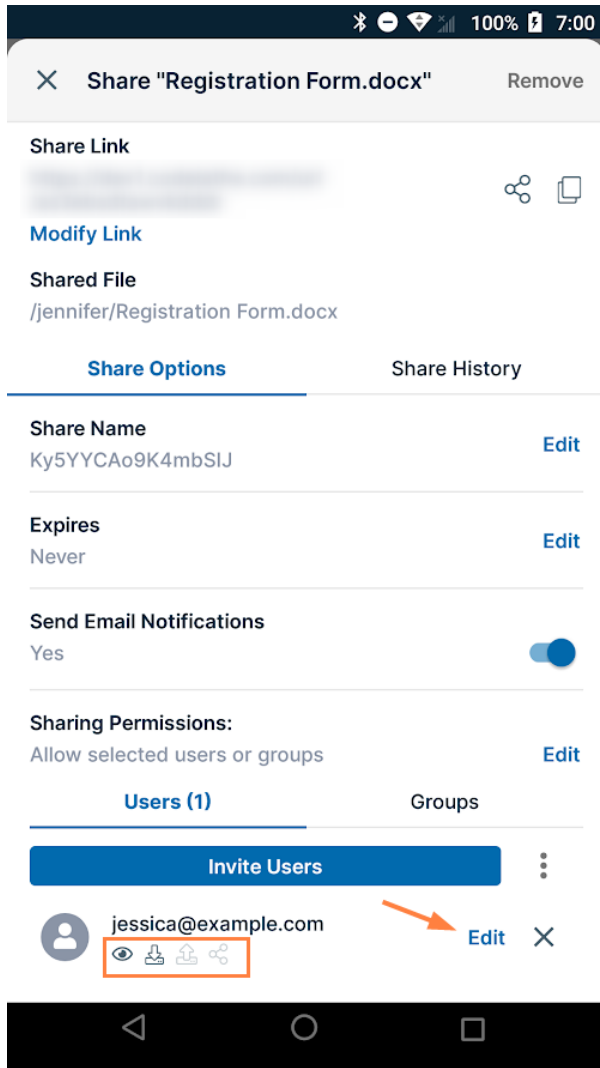 100% 7:00
Share "Registration Form.docx" Remove
Share Link
Modify Link
Shared File
/jennifer/Registration Form.docx
Share Options Share History
Share Name Edit
Ky5YYCAo9K4mbSIJ
Expires Edit
Never
Send Email Notifications
Yes
Sharing Permissions:
Allow selected users or groups Edit
Users (1) Groups
Invite Users
jessica@example.com Edit